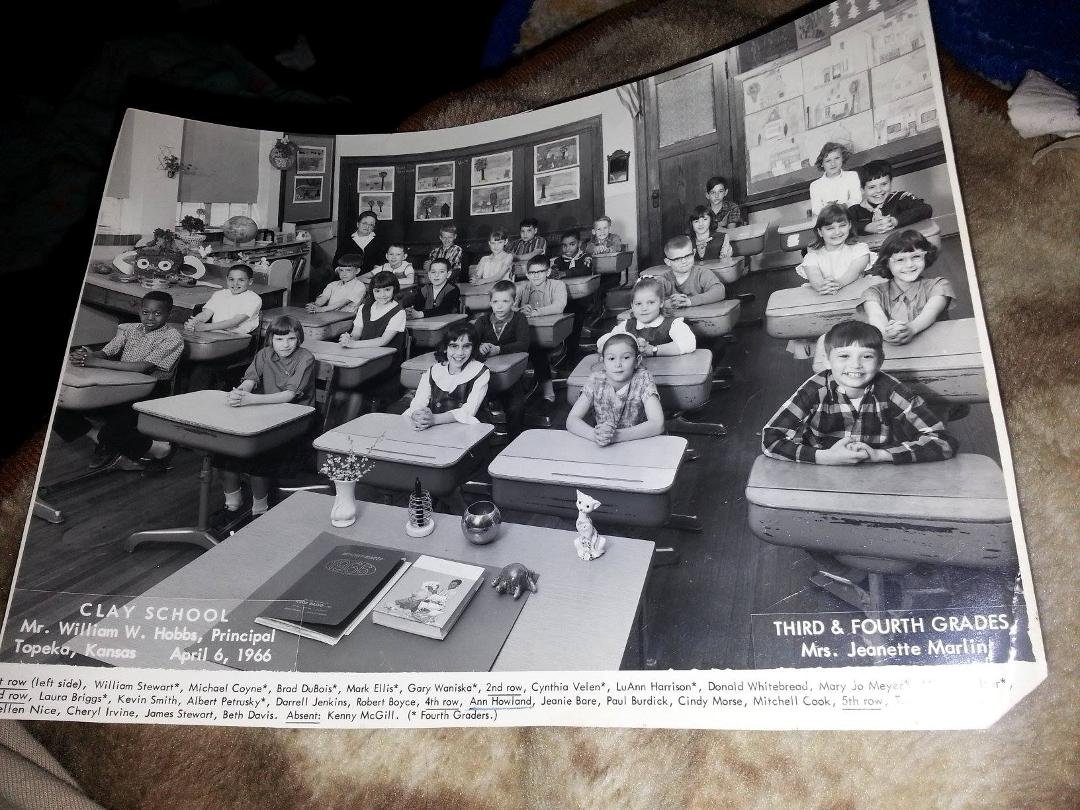 1965
CLAY SCHOOL
Mr. William W. Hobbs, Principal
Topeka, Kansas April 6, 1966
THIRD & FOURTH GRADES
Mrs. Jeanette Marlin
row (left side), William Stewart*, Michael Coyne*, Brad DuBois*, Mark Ellis*, Gary Waniska*, 2nd row, Cynthia Velen*, LuAnn Harrison*, Donald Whitebread, Mary Jo Meyer*
row, Laura Briggs*, Kevin Smith, Albert Petrusky*, Darrell Jenkins, Robert Boyce, 4th row, Ann Howland, Jeanie Bare, Paul Burdick, Cindy Morse, Mitchell Cook, 5th row,
Nice, Cheryl Irvine, James Stewart, Beth Davis. Absent: Kenny McGill. (* Fourth Graders.)